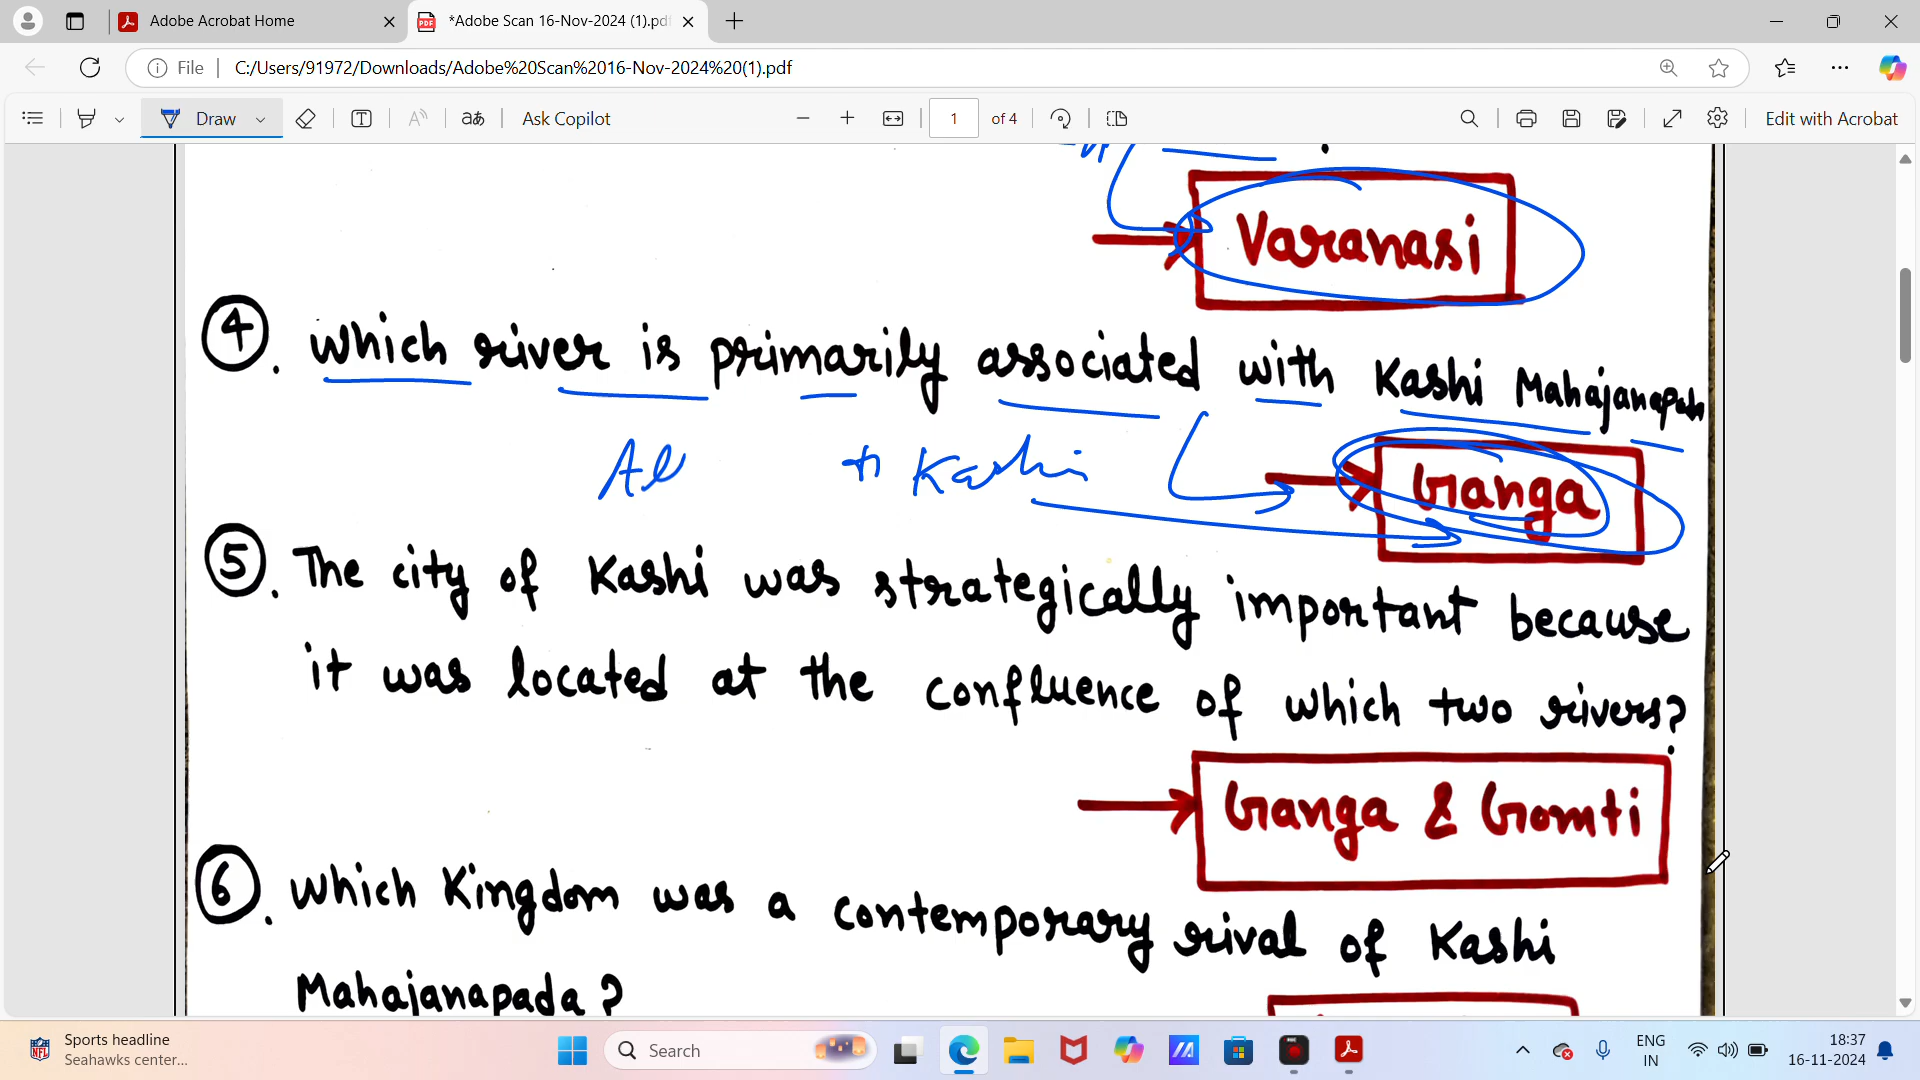 Adobe Acrobat Home
*Adobe Scan 16-Nov-2024 (1).pdf
File
C:/Users/91972/Downloads/Adobe%20Scan%2016-Nov-2024%20(1).pdf
Draw
Ask Copilot
1 of 4
Edit with Acrobat
Varanasi
4. Which river is primarily associated with Kashi Mahajanapada
Kashi
Ganga
5. The city of Kashi was strategically important because
it was located at the confluence of which two rivers?
Ganga & Gomti
6. Which Kingdom was a contemporary rival of Kashi
Mahajanapada?
Sports headline
Seahawks center...
Search
ENG
IN
18:37
16-11-2024